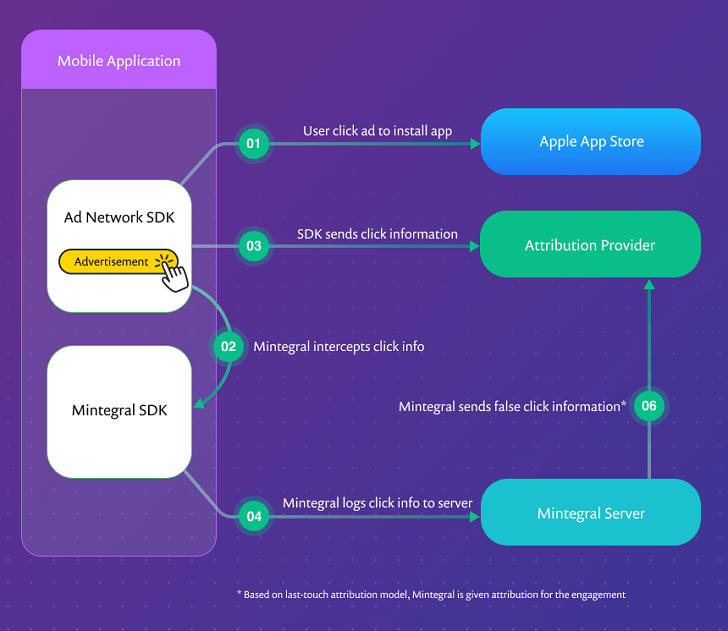 Mobile Application
01
User click ad to install app
Apple App Store
Ad Network SDK
Advertisement
03
SDK sends click information
Attribution Provider
02
Mintegral intercepts click info
Mintegral SDK
Mintegral sends false click information*
06
04
Mintegral logs click info to server
Mintegral Server
* Based on last-touch attribution model, Mintegral is given attribution for the engagement